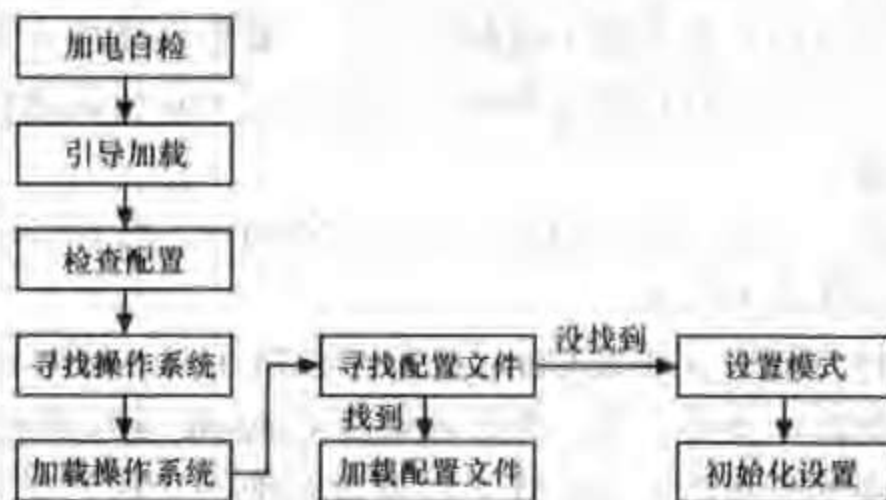 加电自检
引导加载
检查配置
寻找操作系统
寻找配置文件
没找到
设置模式
找到
加载操作系统
加载配置文件
初始化设置